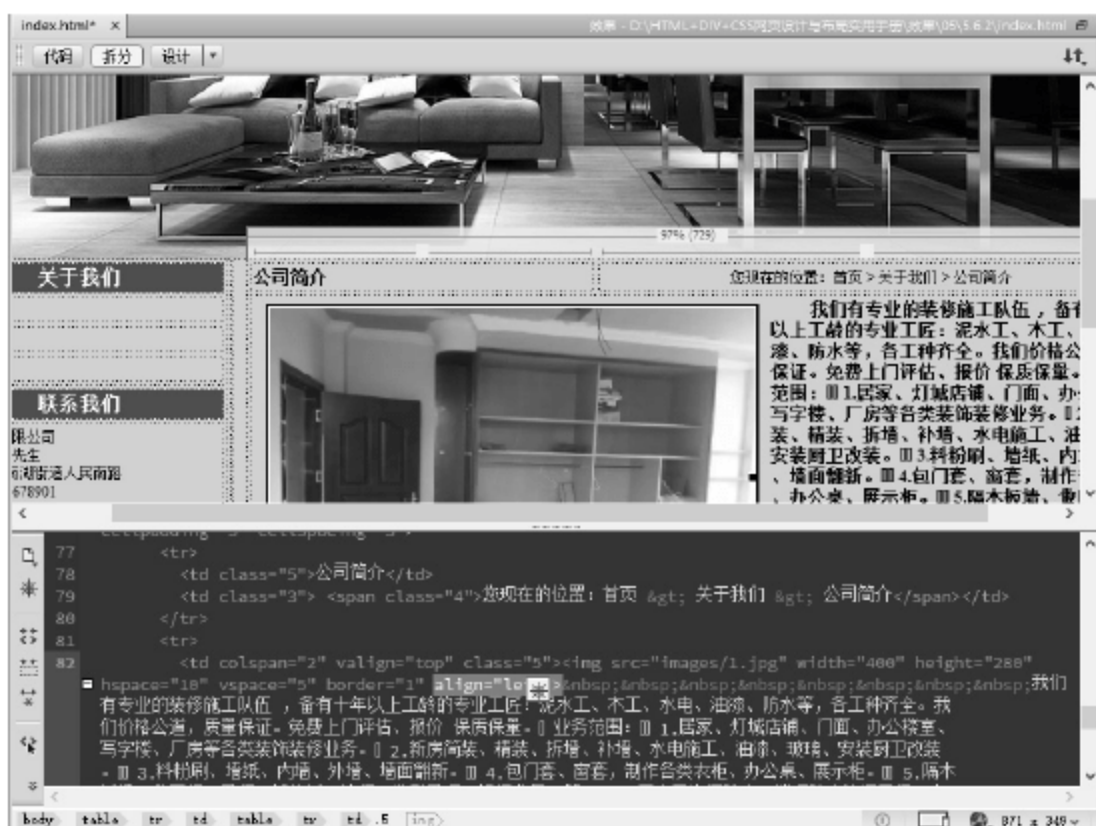 index.html* ×
效果 - D:\HTML+DIV+CSS网页设计与布局实用手册\效果\05\5.6.2\index.html
代码 拆分 设计
97% (729)
关于我们
公司简介
您现在的位置：首页 > 关于我们 > 公司简介
我们有专业的装修施工队伍 ，备有
以上工龄的专业工匠：泥水工、木工、
漆、防水等，各工种齐全。我们价格公
保证。免费上门评估、报价 保质保量。
范围： 1.居家、灯城店铺、门面、办公
写字楼、厂房等各类装饰装修业务。
装、精装、拆墙、补墙、水电施工、油
安装厨卫改装。 3.料粉刷、墙纸、内
、墙面翻新。 4.包门套、窗套，制作
、办公桌、展示柜。 5.隔木板墙、
联系我们
限公司
先生
街道人民南路
678901
77 <tr>
78 <td class="5">公司简介</td>
79 <td class="3"> <span class="4">您现在的位置：首页 &gt; 关于我们 &gt; 公司简介</span></td>
80 </tr>
81 <tr>
82 <td colspan="2" valign="top" class="5"><img src="images/1.jpg" width="400" height="280"
hspace="10" vspace="5" border="1" align="le >&nbsp;&nbsp;&nbsp;&nbsp;&nbsp;&nbsp;&nbsp;&nbsp;我们
有专业的装修施工队伍 ，备有十年以上工龄的专业工匠：泥水工、木工、水电、油漆、防水等，各工种齐全。我
们价格公道，质量保证。免费上门评估、报价 保质保量。 业务范围： 1.居家、灯城店铺、门面、办公楼室、
写字楼、厂房等各类装饰装修业务。 2.新房简装、精装、拆墙、补墙、水电施工、油漆、玻璃、安装厨卫改装
。 3.料粉刷、墙纸、内墙、外墙、墙面翻新。 4.包门套、窗套，制作各类衣柜、办公桌、展示柜。 5.隔木
body table tr td table tr td .5 img
871 x 349